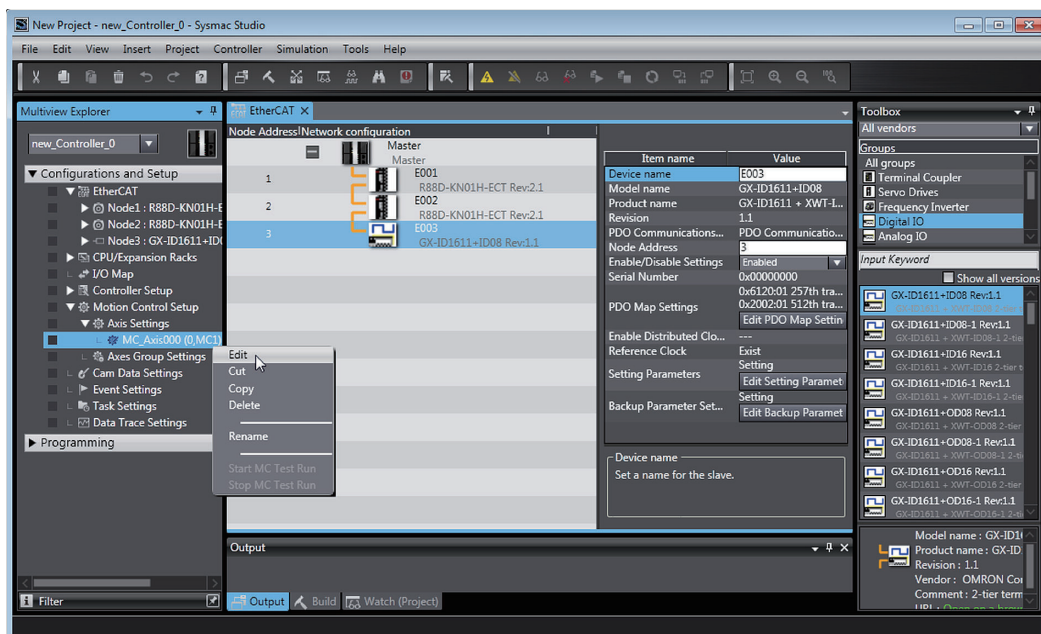 New Project - new_Controller_0 - Sysmac Studio
File Edit View Insert Project Controller Simulation Tools Help
Multiview Explorer
new_Controller_0
Configurations and Setup
EtherCAT
Node1 : R88D-KN01H-E
Node2 : R88D-KN01H-E
Node3 : GX-ID1611+ID(
CPU/Expansion Racks
I/O Map
Controller Setup
Motion Control Setup
Axis Settings
MC_Axis000 (0,MC1)
Axes Group Settings
Cam Data Settings
Event Settings
Task Settings
Data Trace Settings
Programming
Filter
Edit
Cut
Copy
Delete
Rename
Start MC Test Run
Stop MC Test Run
EtherCAT
Node Address Network configuration
Master
Master
1
E001
R88D-KN01H-ECT Rev:2.1
2
E002
R88D-KN01H-ECT Rev:2.1
3
E003
GX-ID1611+ID08 Rev:1.1
Item name Value
Device name E003
Model name GX-ID1611+ID08
Product name GX-ID1611 + XWT-I...
Revision 1.1
PDO Communications... PDO Communicatio...
Node Address 3
Enable/Disable Settings Enabled
Serial Number 0x00000000
PDO Map Settings
0x6120:01 257th tra...
0x2002:01 512th tra...
Edit PDO Map Settin
Enable Distributed Clo... ---
Reference Clock Exist
Setting Parameters
Setting
Edit Setting Paramet
Backup Parameter Set...
Setting
Edit Backup Paramet
Device name
Set a name for the slave.
Output
Output Build Watch (Project)
Toolbox
All vendors
Groups
All groups
Terminal Coupler
Servo Drives
Frequency Inverter
Digital IO
Analog IO
Input Keyword
Show all versions
GX-ID1611+ID08 Rev:1.1
GX-ID1611+ID08-1 Rev:1.1
GX-ID1611 + XWT-ID08-1 2-tie
GX-ID1611+ID16 Rev:1.1
GX-ID1611 + XWT-ID16 2-tier t
GX-ID1611+ID16-1 Rev:1.1
GX-ID1611 + XWT-ID16-1 2-tie
GX-ID1611+OD08 Rev:1.1
GX-ID1611 + XWT-OD08 2-tier
GX-ID1611+OD08-1 Rev:1.1
GX-ID1611 + XWT-OD08-1 2-ti
GX-ID1611+OD16 Rev:1.1
GX-ID1611 + XWT-OD16 2-tier
GX-ID1611+OD16-1 Rev:1.1
GX-ID1611 + XWT-OD16-1 2-ti
Model name : GX-ID1
Product name : GX-ID
Revision : 1.1
Vendor : OMRON Co
Comment : 2-tier term
URL : Open on a brow